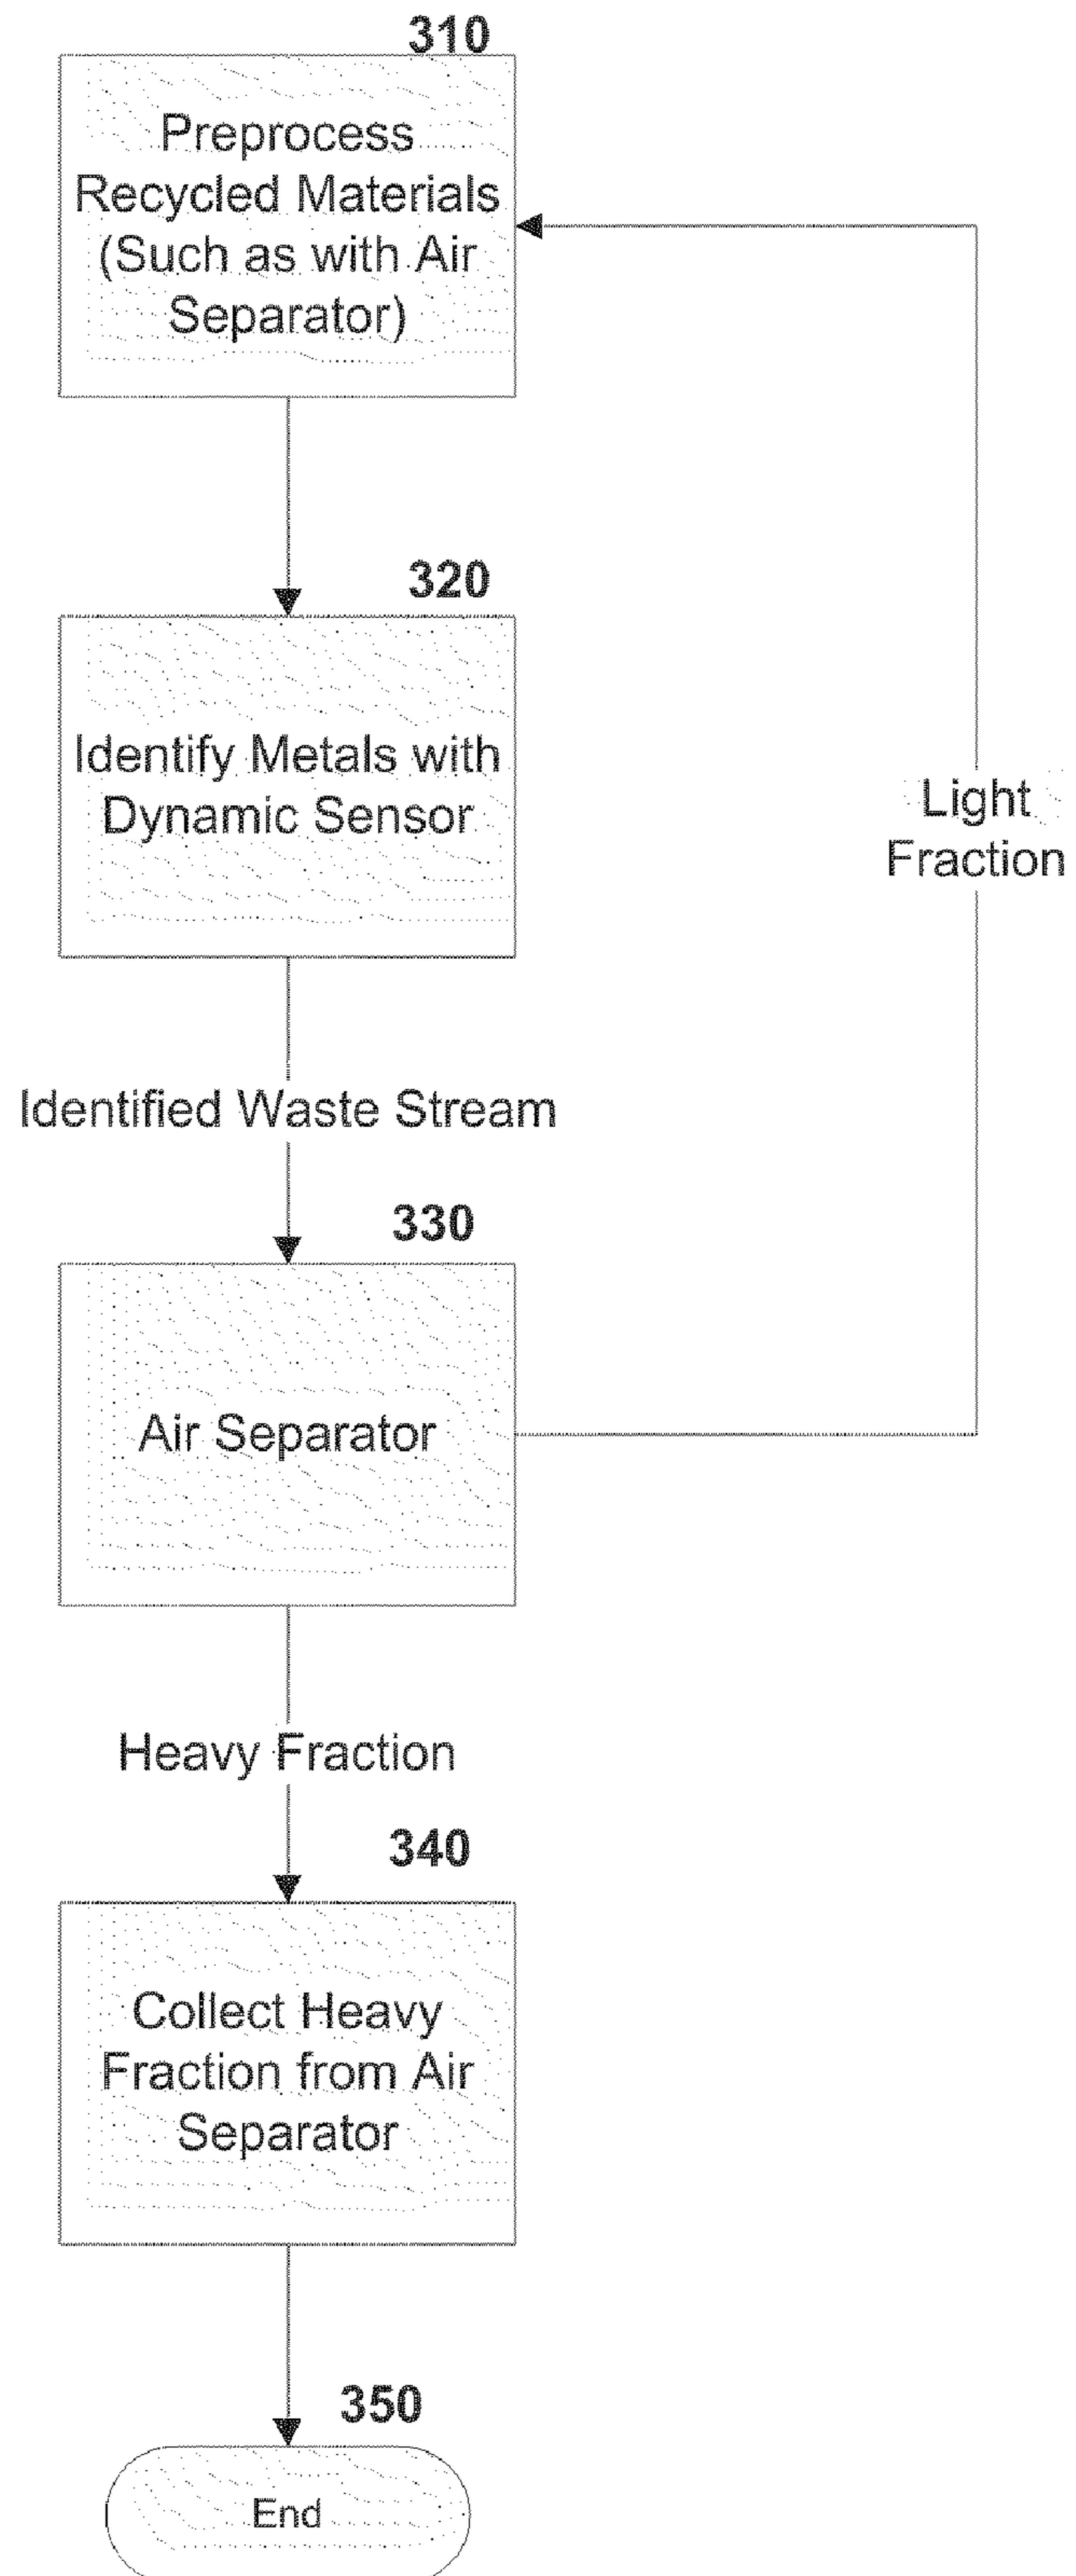 310
Preprocess
Recycled Materials
(Such as with Air
Separator)
320
Identify Metals with
Dynamic Sensor
Light
Fraction
Identified Waste Stream
330
Air Separator
Heavy Fraction
340
Collect Heavy
Fraction from Air
Separator
350
End